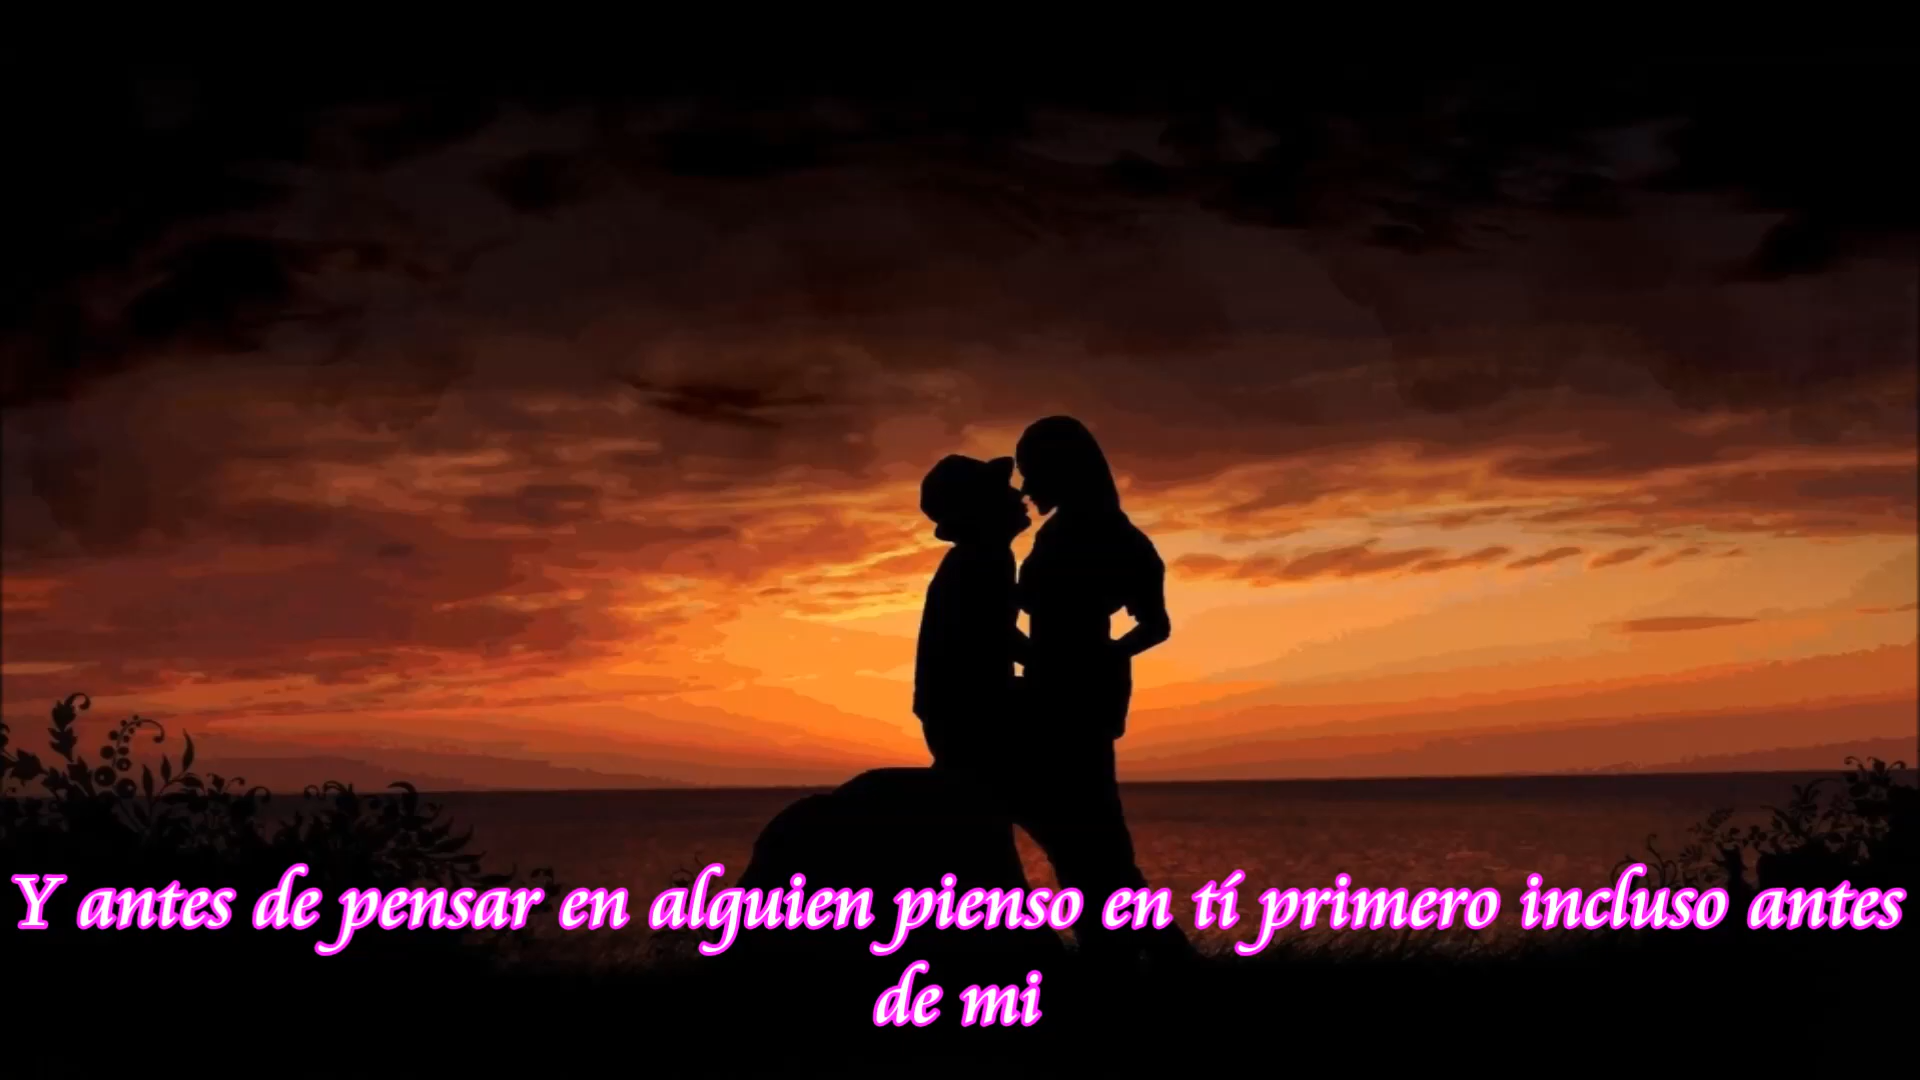 Y antes de pensar en alguien pienso en tí primero incluso antes
de mi